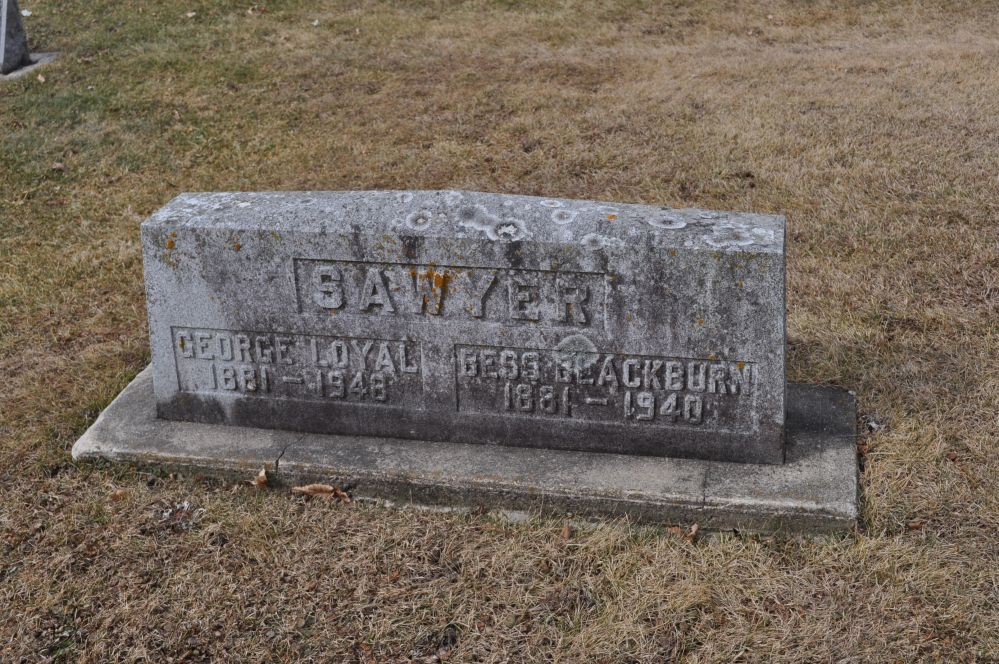 SAWYER
GEORGE LOYAL
1881 – 1948
BESS BLACKBURN
1881 – 1940